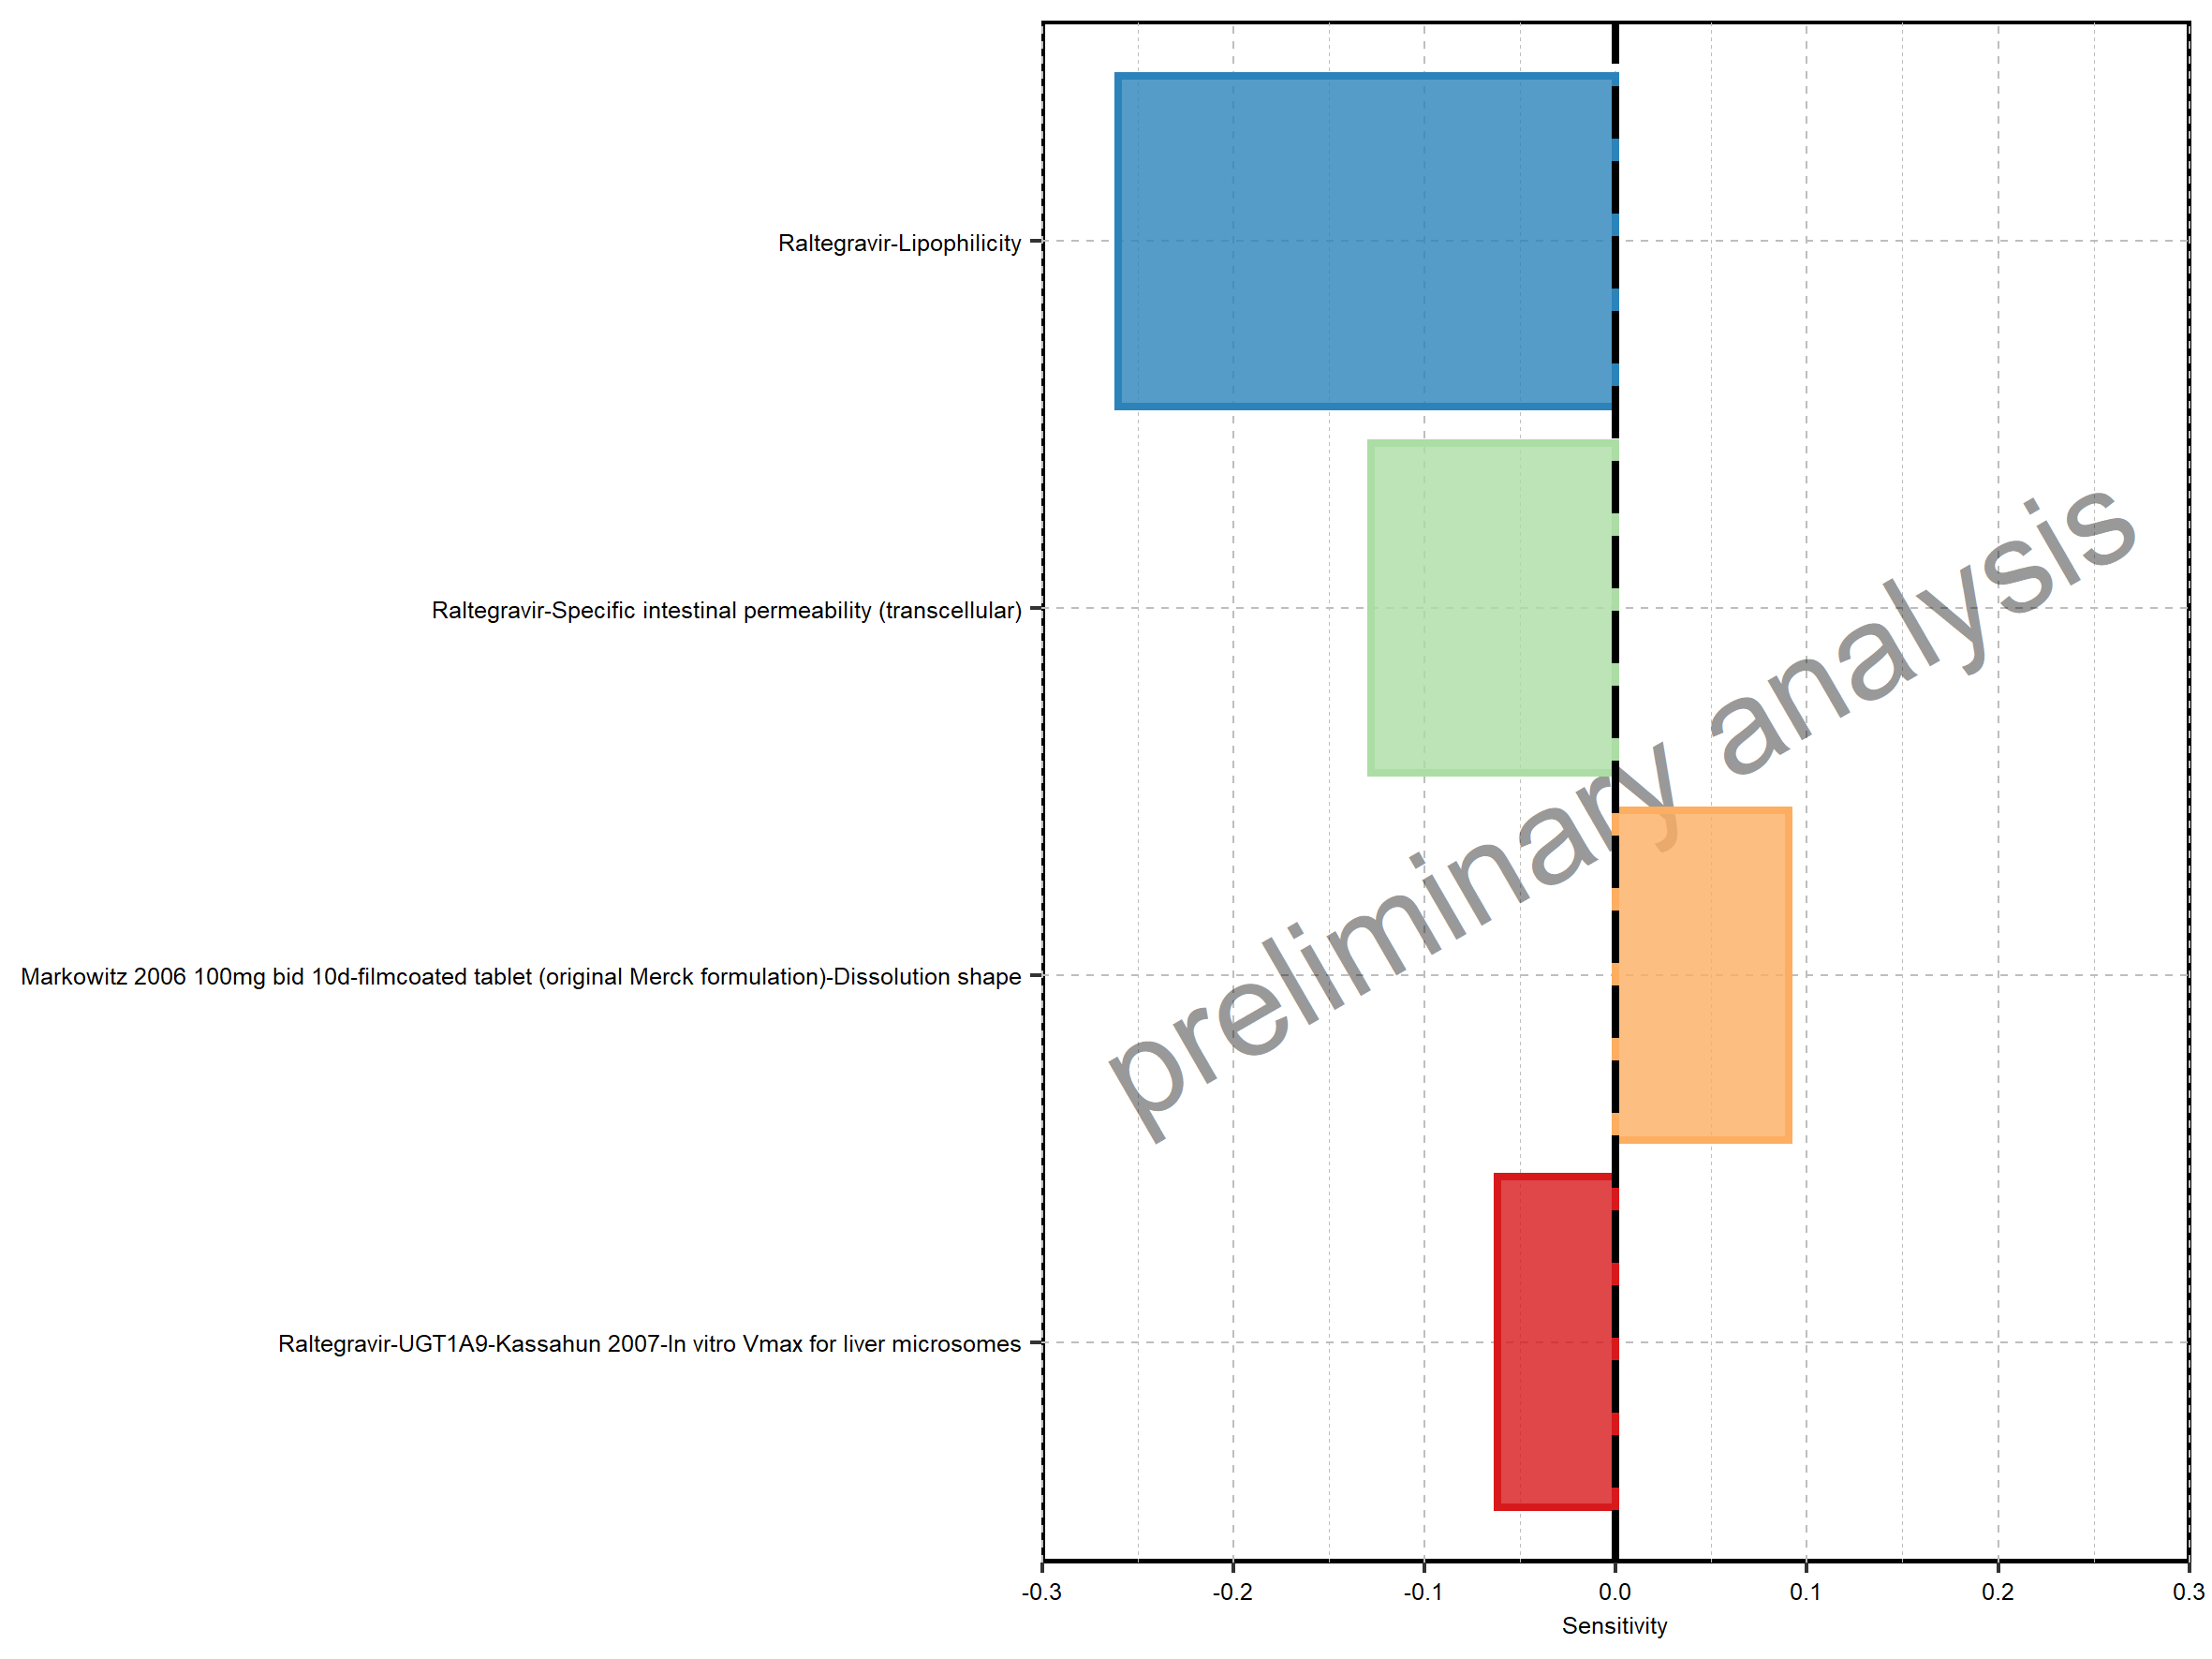 Raltegravir-Lipophilicity
Raltegravir-Specific intestinal permeability (transcellular)
Markowitz 2006 100mg bid 10d-filmcoated tablet (original Merck formulation)-Dissolution shape
Raltegravir-UGT1A9-Kassahun 2007-In vitro Vmax for liver microsomes
preliminary analysis
-0.3 -0.2 -0.1 0.0 0.1 0.2 0.3
Sensitivity